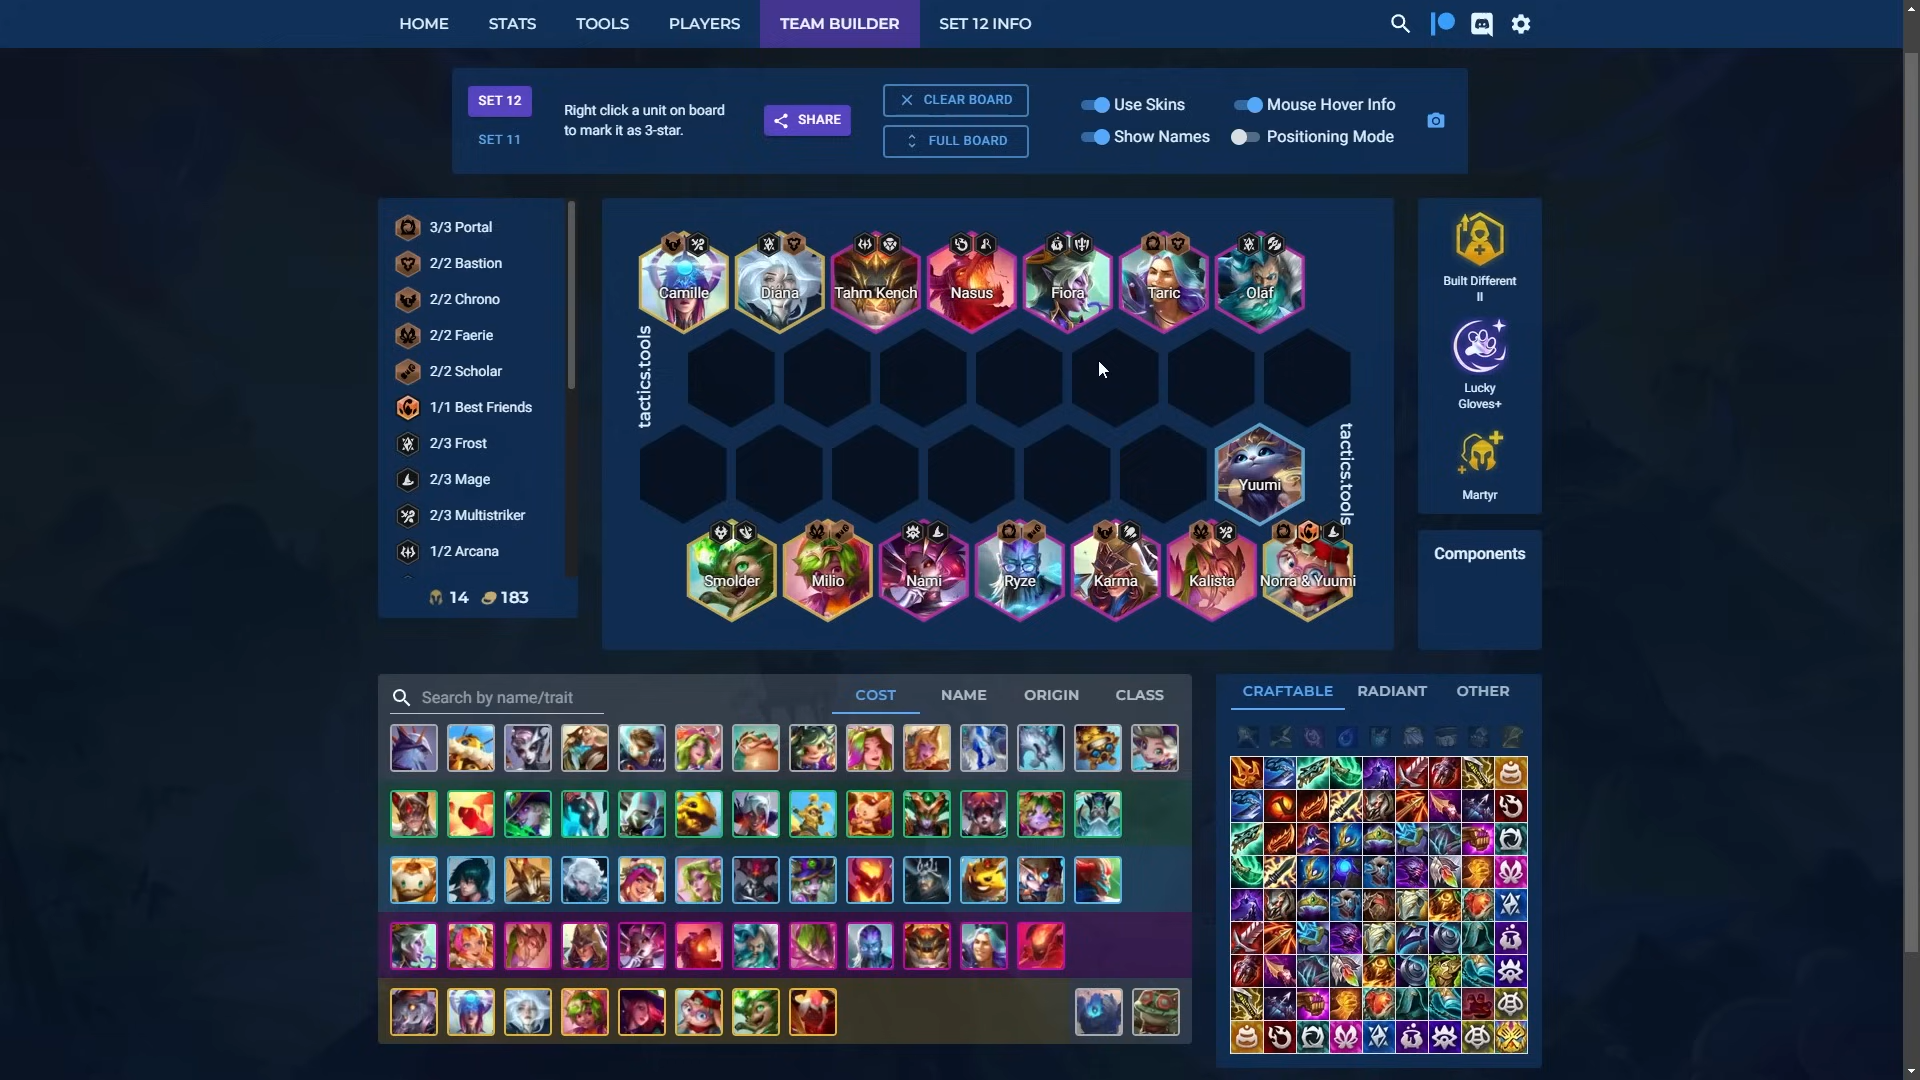 HOME STATS TOOLS PLAYERS TEAM BUILDER SET 12 INFO
SET 12
SET 11
Right click a unit on board
to mark it as 3-star.
SHARE
CLEAR BOARD
FULL BOARD
Use Skins
Mouse Hover Info
Show Names
Positioning Mode
3/3 Portal
2/2 Bastion
2/2 Chrono
2/2 Faerie
2/2 Scholar
1/1 Best Friends
2/3 Frost
2/3 Mage
2/3 Multistriker
1/2 Arcana
14 183
Camille Diana Tahm Kench Nasus Fiora Taric Olaf
tactics.tools
Yuumi
tactics.tools
Smolder Milio Nami Ryze Karma Kalista Norra & Yuumi
Built Different
II
Lucky
Gloves+
Martyr
Components
Search by name/trait
COST NAME ORIGIN CLASS
CRAFTABLE RADIANT OTHER